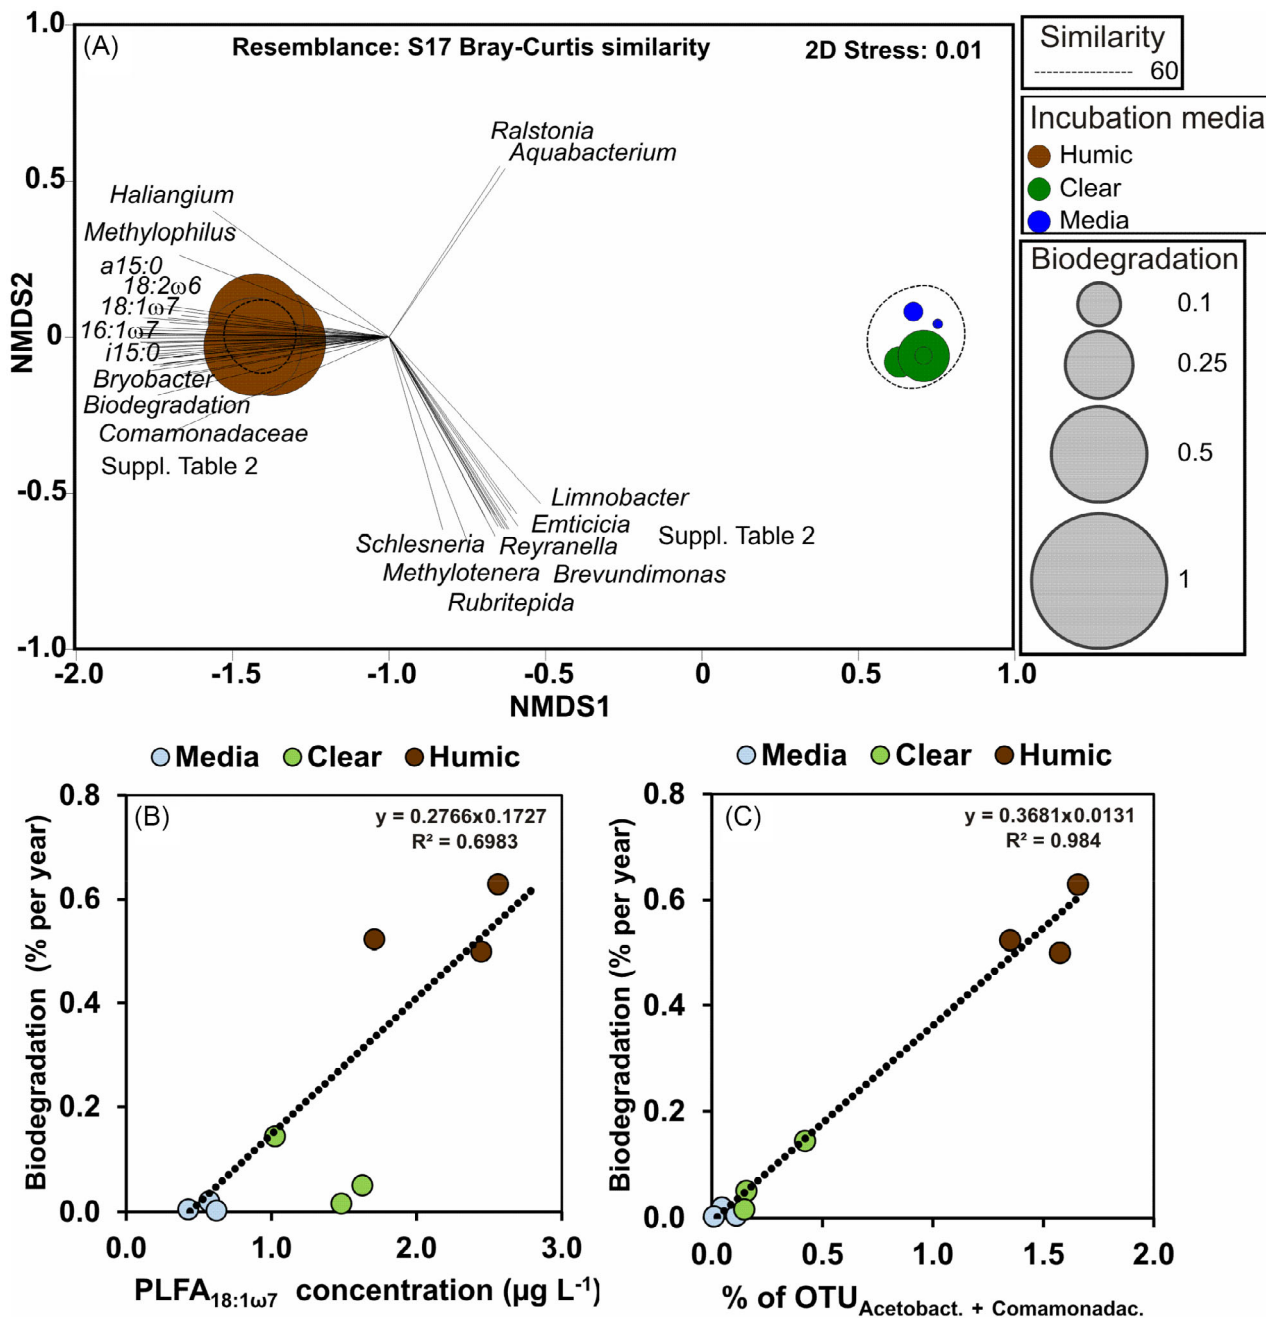 (A)
Resemblance: S17 Bray-Curtis similarity
2D Stress: 0.01
Similarity
60
Incubation media
Humic
Clear
Media
Biodegradation
0.1
0.25
0.5
1
1.0
0.5
0
-0.5
-1.0
NMDS2
Ralstonia
Aquabacterium
Haliangium
Methylophilus
a15:0
18:2ω6
18:1ω7
16:1ω7
i15:0
Bryobacter
Biodegradation
Comamonadaceae
Suppl. Table 2
Limnobacter
Emticicia
Suppl. Table 2
Schlesneria
Reyranella
Methylotenera
Brevundimonas
Rubritepida
-2.0
-1.5
-1.0
-0.5
0
0.5
1.0
NMDS1
Media
Clear
Humic
(B)
y = 0.2766x0.1727
R² = 0.6983
0.8
0.6
0.4
0.2
0.0
Biodegradation (% per year)
0.0
1.0
2.0
3.0
PLFA18:1ω7 concentration (µg L-1)
Media
Clear
Humic
(C)
y = 0.3681x0.0131
R² = 0.984
0.8
0.6
0.4
0.2
0.0
Biodegradation (% per year)
0.0
0.5
1.0
1.5
2.0
% of OTUAcetobact. + Comamonadac.